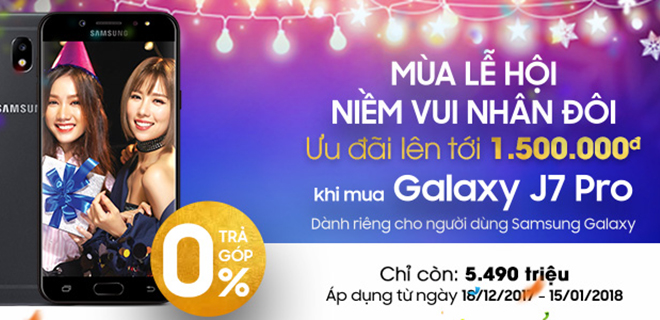 SAMSUNG
SAMSU
MÙA LỄ HỘI
NIỀM VUI NHÂN ĐÔI
Ưu đãi lên tới 1.500.000đ
khi mua Galaxy J7 Pro
Dành riêng cho người dùng Samsung Galaxy
0%
TRẢ
GÓP
Chỉ còn: 5.490 triệu
Áp dụng từ ngày 18/12/2017 - 15/01/2018